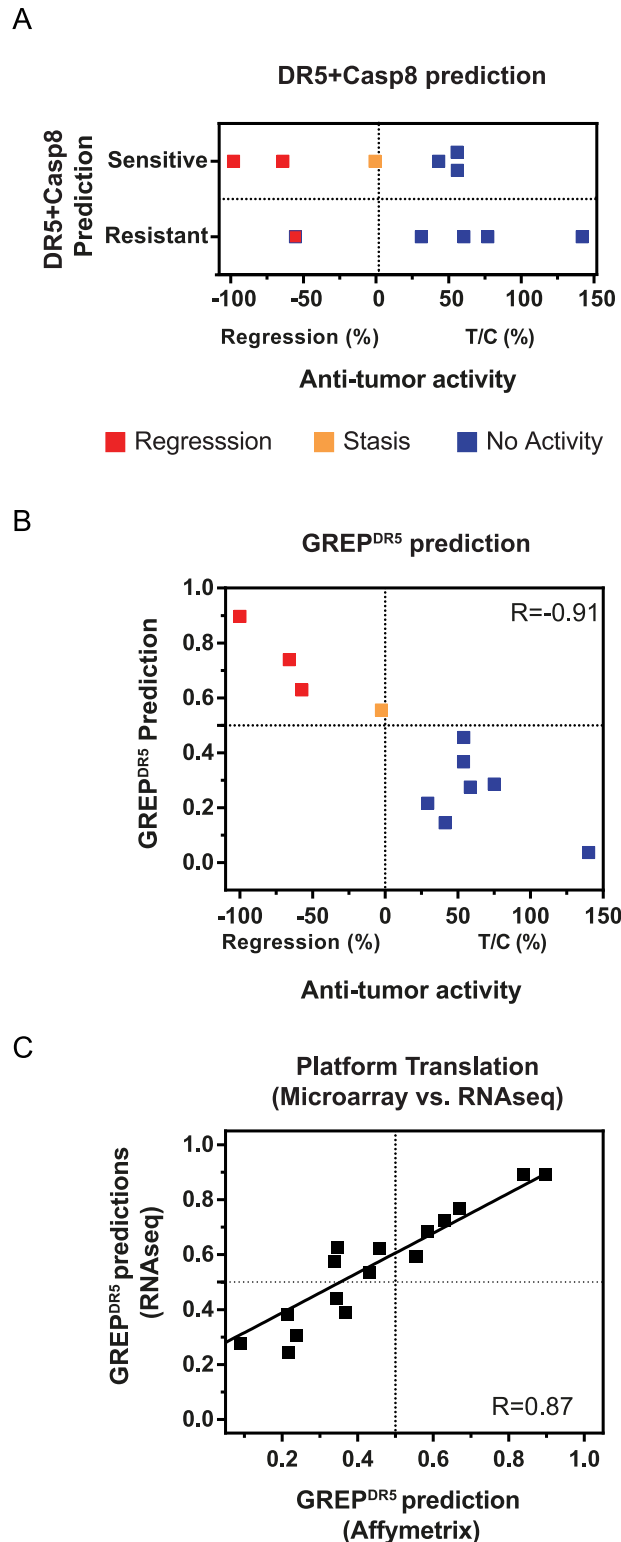 A
DR5+Casp8 prediction
DR5+Casp8
Prediction
Sensitive
Resistant
-100 -50 0 50 100 150
Regression (%) T/C (%)
Anti-tumor activity
Regresssion Stasis No Activity
B
GREPDR5 prediction
R=-0.91
GREPDR5 Prediction
1.0
0.8
0.6
0.4
0.2
0.0
-100 -50 0 50 100 150
Regression (%) T/C (%)
Anti-tumor activity
C
Platform Translation
(Microarray vs. RNAseq)
GREPDR5 predictions
(RNAseq)
1.0
0.8
0.6
0.4
0.2
0.0
R=0.87
0.2 0.4 0.6 0.8 1.0
GREPDR5 prediction
(Affymetrix)